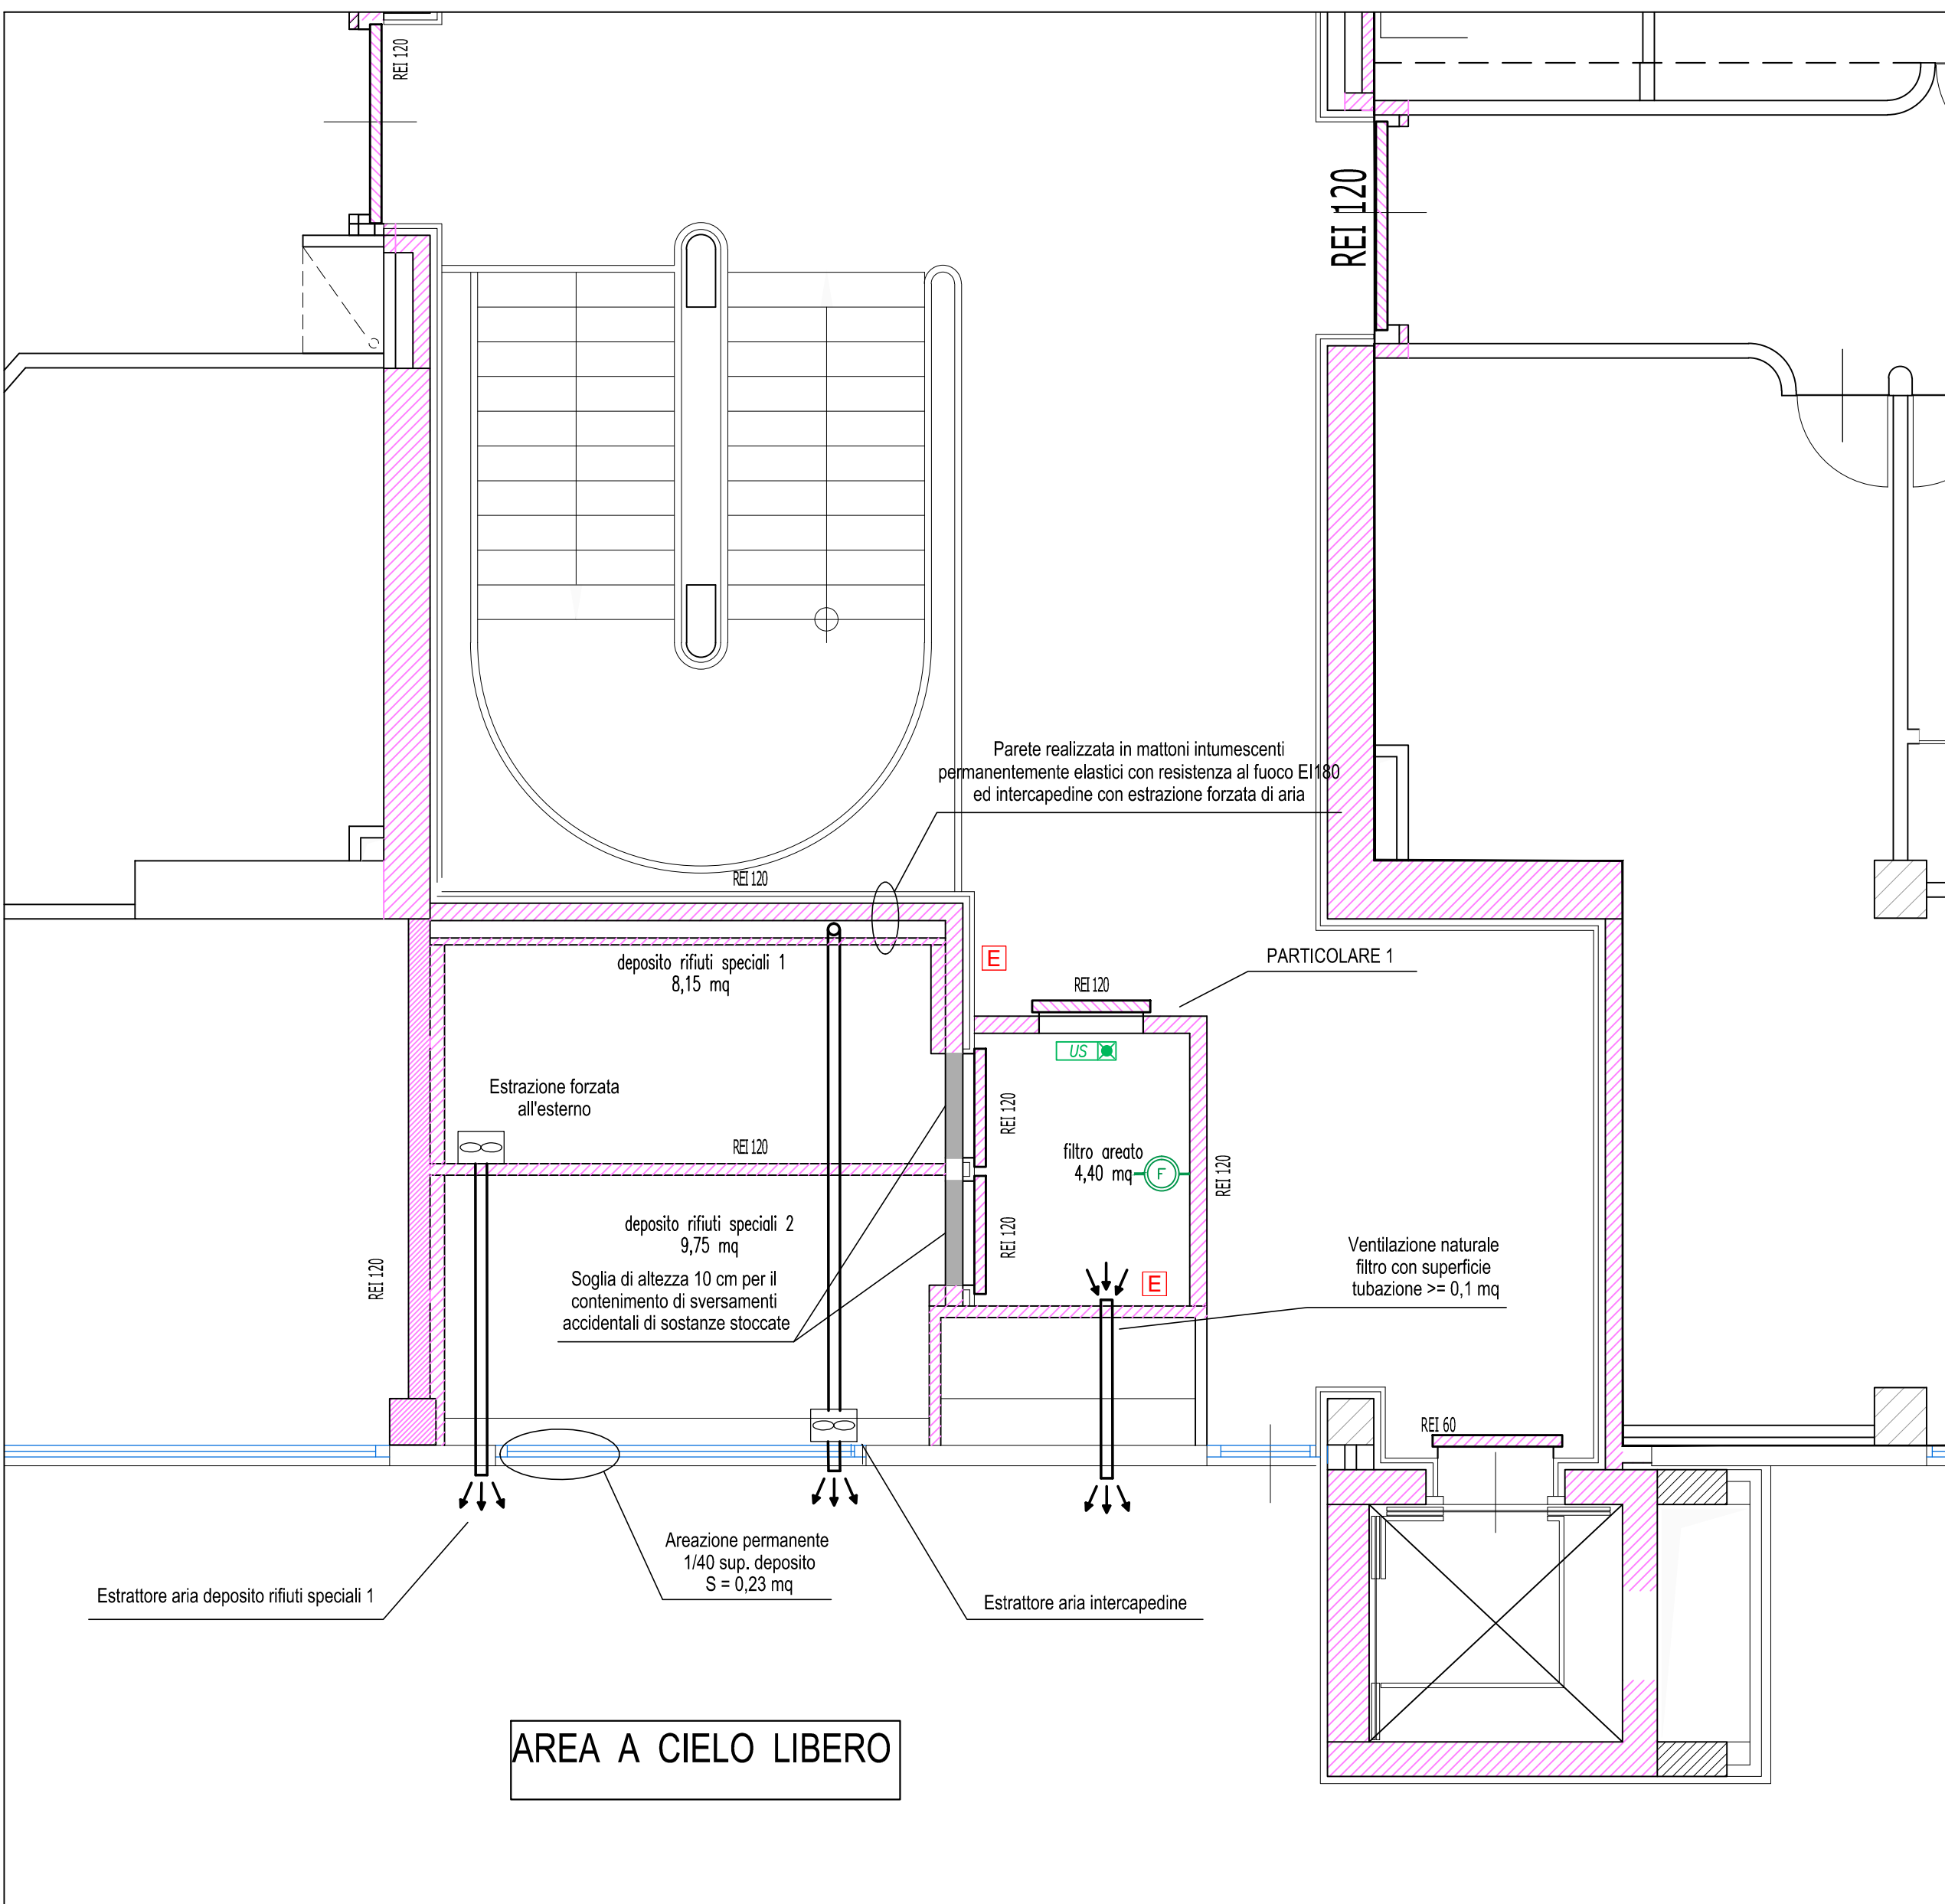 REI 120
REI 120
Parete realizzata in mattoni intumescenti
permanentemente elastici con resistenza al fuoco EI180
ed intercapedine con estrazione forzata di aria
REI 120
E
PARTICOLARE 1
deposito rifiuti speciali 1
8,15 mq
REI 120
US
Estrazione forzata
all'esterno
REI 120
REI 120
filtro areato
4,40 mq
F
REI 120
deposito rifiuti speciali 2
9,75 mq
REI 120
REI 120
Soglia di altezza 10 cm per il
contenimento di sversamenti
accidentali di sostanze stoccate
E
Ventilazione naturale
filtro con superficie
tubazione >= 0,1 mq
REI 60
Areazione permanente
1/40 sup. deposito
S = 0,23 mq
Estrattore aria deposito rifiuti speciali 1
Estrattore aria intercapedine
AREA A CIELO LIBERO